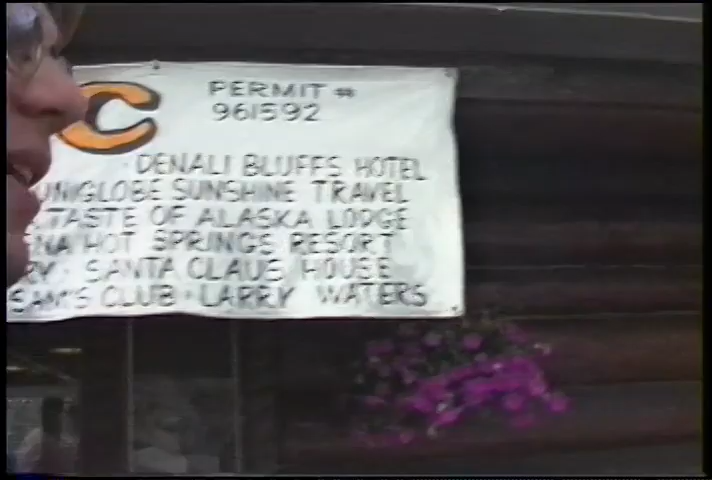 C PERMIT #
961592
· DENALI BLUFFS HOTEL
UNIGLOBE SUNSHINE TRAVEL
TASTE OF ALASKA LODGE
NA HOT SPRINGS RESORT
RY · SANTA CLAUS HOUSE
SAM'S CLUB · LARRY WATERS